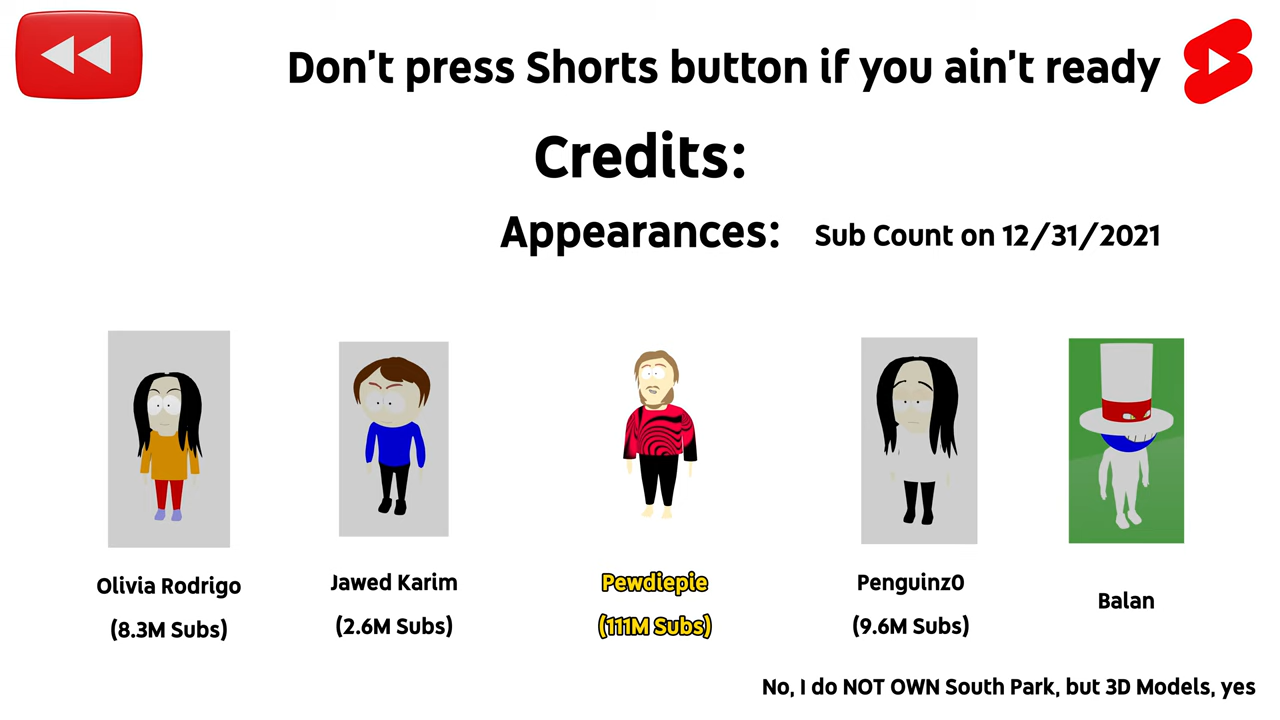 Don't press Shorts button if you ain't ready
Credits:
Appearances:
Sub Count on 12/31/2021
Olivia Rodrigo
(8.3M Subs)
Jawed Karim
(2.6M Subs)
Pewdiepie
(111M Subs)
Penguinz0
(9.6M Subs)
Balan
No, I do NOT OWN South Park, but 3D Models, yes